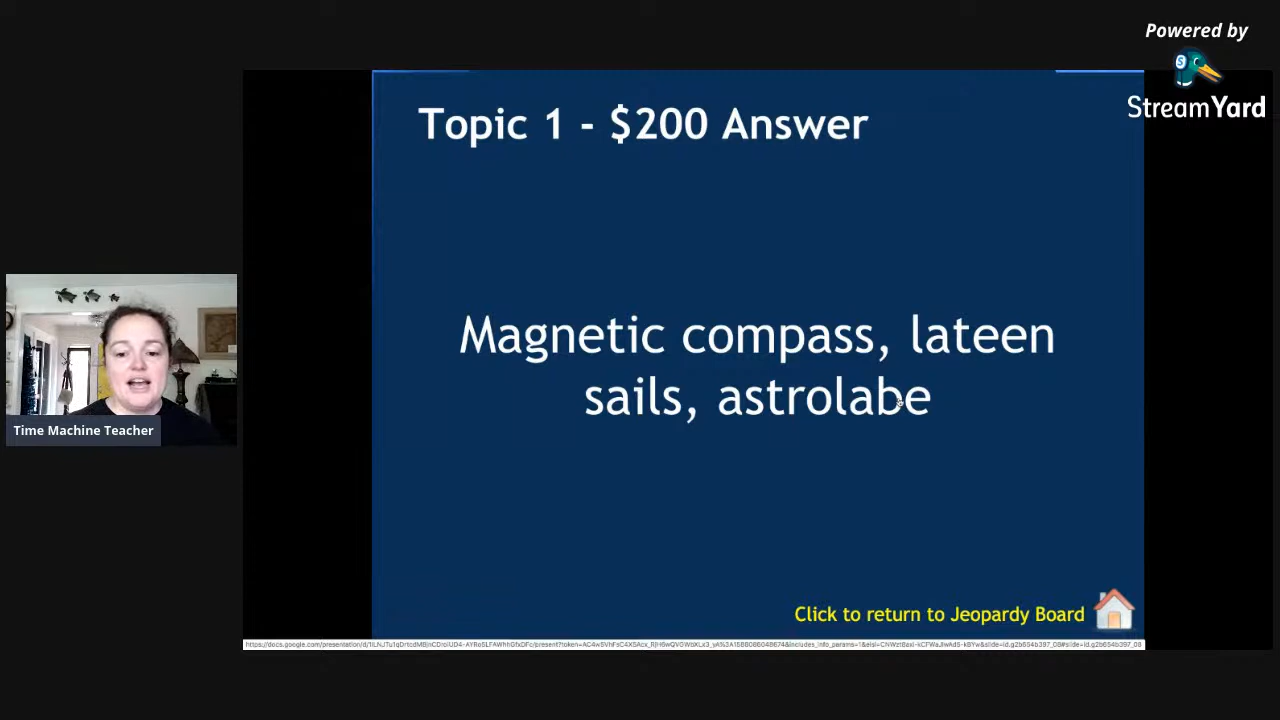 Powered by
StreamYard
Topic 1 - $200 Answer
Magnetic compass, lateen
sails, astrolabe
Time Machine Teacher
Click to return to Jeopardy Board